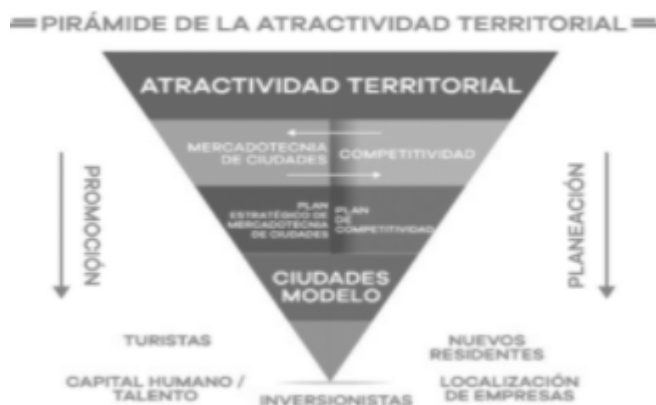 PIRÁMIDE DE LA ATRACTIVIDAD TERRITORIAL
ATRACTIVIDAD TERRITORIAL
MERCADOTECNIA
DE CIUDADES
COMPETITIVIDAD
PLAN
ESTRATÉGICO DE
MERCADOTECNIA
DE CIUDADES
PLAN
DE
COMPETITIVIDAD
CIUDADES
MODELO
PROMOCIÓN
PLANEACIÓN
TURISTAS
NUEVOS
RESIDENTES
CAPITAL HUMANO /
TALENTO
INVERSIONISTAS
LOCALIZACIÓN
DE EMPRESAS